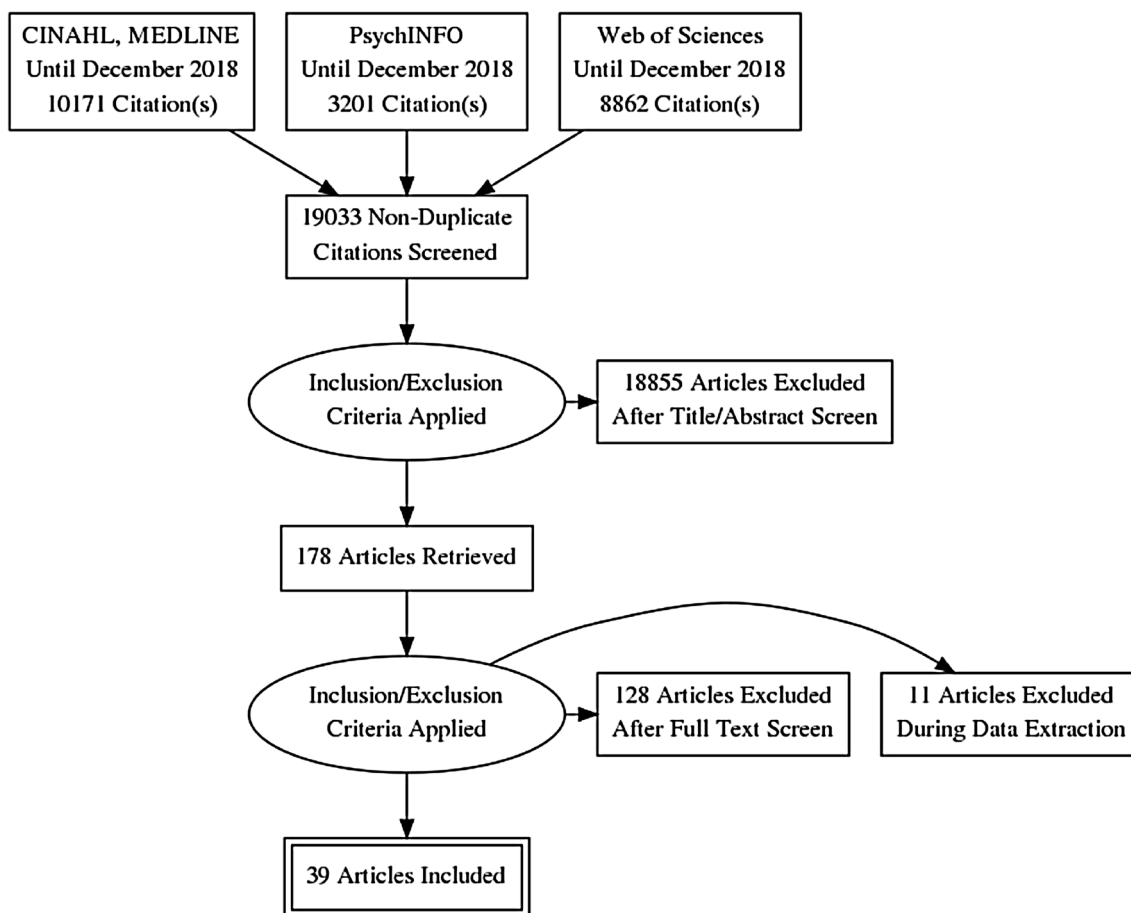 CINAHL, MEDLINE
Until December 2018
10171 Citation(s)
PsychINFO
Until December 2018
3201 Citation(s)
Web of Sciences
Until December 2018
8862 Citation(s)
19033 Non-Duplicate
Citations Screened
Inclusion/Exclusion
Criteria Applied
18855 Articles Excluded
After Title/Abstract Screen
178 Articles Retrieved
Inclusion/Exclusion
Criteria Applied
128 Articles Excluded
After Full Text Screen
11 Articles Excluded
During Data Extraction
39 Articles Included